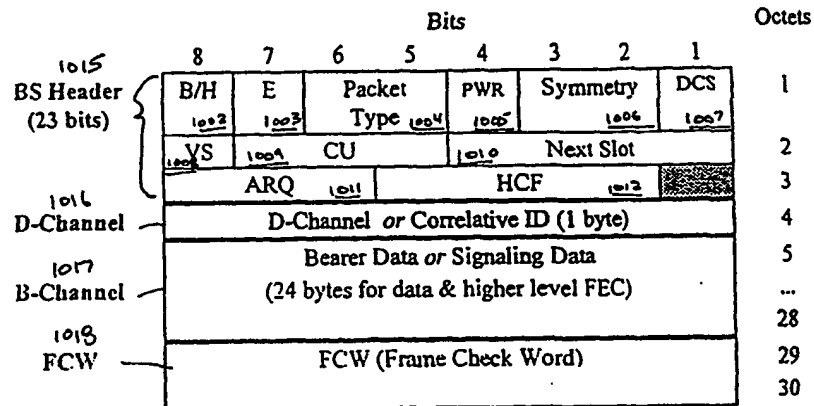 Bits
Octets
8 7 6 5 4 3 2 1
1015
BS Header
(23 bits)
B/H E Packet Type PWR Symmetry DCS 1
1002 1003 1004 1005 1006 1007
VS CU 1009 1010 Next Slot 2
ARQ 1011 HCF 1012 3
1016
D-Channel
D-Channel or Correlative ID (1 byte) 4
1017
B-Channel
Bearer Data or Signaling Data 5
(24 bytes for data & higher level FEC) ...
28
1018
FCW
FCW (Frame Check Word) 29
30